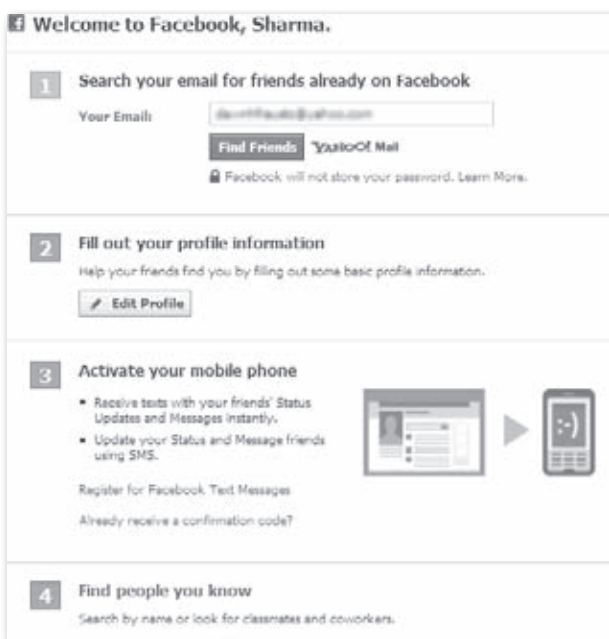 f Welcome to Facebook, Sharma.
1 Search your email for friends already on Facebook
Your Email:
Find Friends YAHOO! Mail
Facebook will not store your password. Learn More.
2 Fill out your profile information
Help your friends find you by filling out some basic profile information.
Edit Profile
3 Activate your mobile phone
• Receive texts with your friends' Status
Updates and Messages instantly.
• Update your Status and Message friends
using SMS.
:-)
Register for Facebook Text Messages
Already receive a confirmation code?
4 Find people you know
Search by name or look for classmates and coworkers.